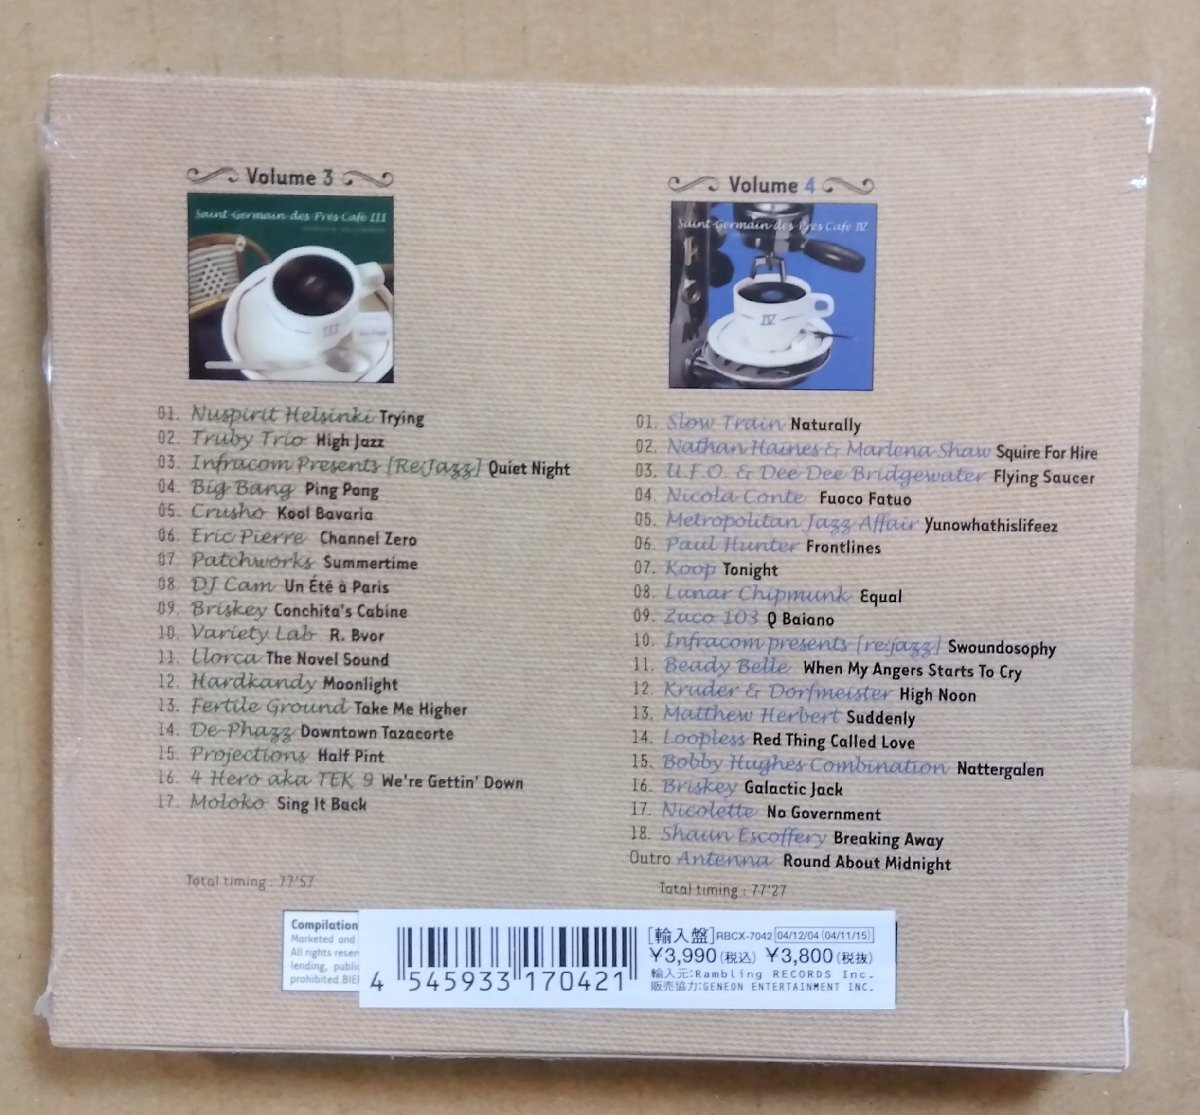 Volume 3
Saint-Germain-des-Prés Café III
III
01. Nuspirit Helsinki Trying
02. Truby Trio High Jazz
03. Infracom Presents [Re:Jazz] Quiet Night
04. Big Bang Ping Pong
05. Crusho Kool Bavaria
06. Eric Pierre Channel Zero
07. Patchworks Summertime
08. DJ Cam Un Été à Paris
09. Briskey Conchita's Cabine
10. Variety Lab R. Bvor
11. Llorca The Novel Sound
12. Hardkandy Moonlight
13. Fertile Ground Take Me Higher
14. De-Phazz Downtown Tazacorte
15. Projections Half Pint
16. 4 Hero aka TEK 9 We're Gettin' Down
17. Moloko Sing It Back
Total timing : 77'57
Volume 4
Saint-Germain-des-Prés Café IV
IV
01. Slow Train Naturally
02. Nathan Haines & Marlena Shaw Squire For Hire
03. U.F.O. & Dee Dee Bridgewater Flying Saucer
04. Nicola Conte Fuoco Fatuo
05. Metropolitan Jazz Affair Yunowhathislifeez
06. Paul Hunter Frontlines
07. Koop Tonight
08. Lunar Chipmunk Equal
09. Zuco 103 Q Baiano
10. Infracom presents [re:jazz] Swoundosophy
11. Beady Belle When My Angers Starts To Cry
12. Kruder & Dorfmeister High Noon
13. Matthew Herbert Suddenly
14. Loopless Red Thing Called Love
15. Bobby Hughes Combination Nattergalen
16. Briskey Galactic Jack
17. Nicolette No Government
18. Shaun Escoffery Breaking Away
Outro Antenna Round About Midnight
Total timing : 77'27
Compilation
Marketed and
All rights reser
lending, public
prohibited.BIE
4 545933 170421
[輸入盤] RBCX-7042 04/12/04 (04/11/15)
¥3,990(税込) ¥3,800(税抜)
輸入元:Rambling RECORDS Inc.
販売協力:GENEON ENTERTAINMENT INC.